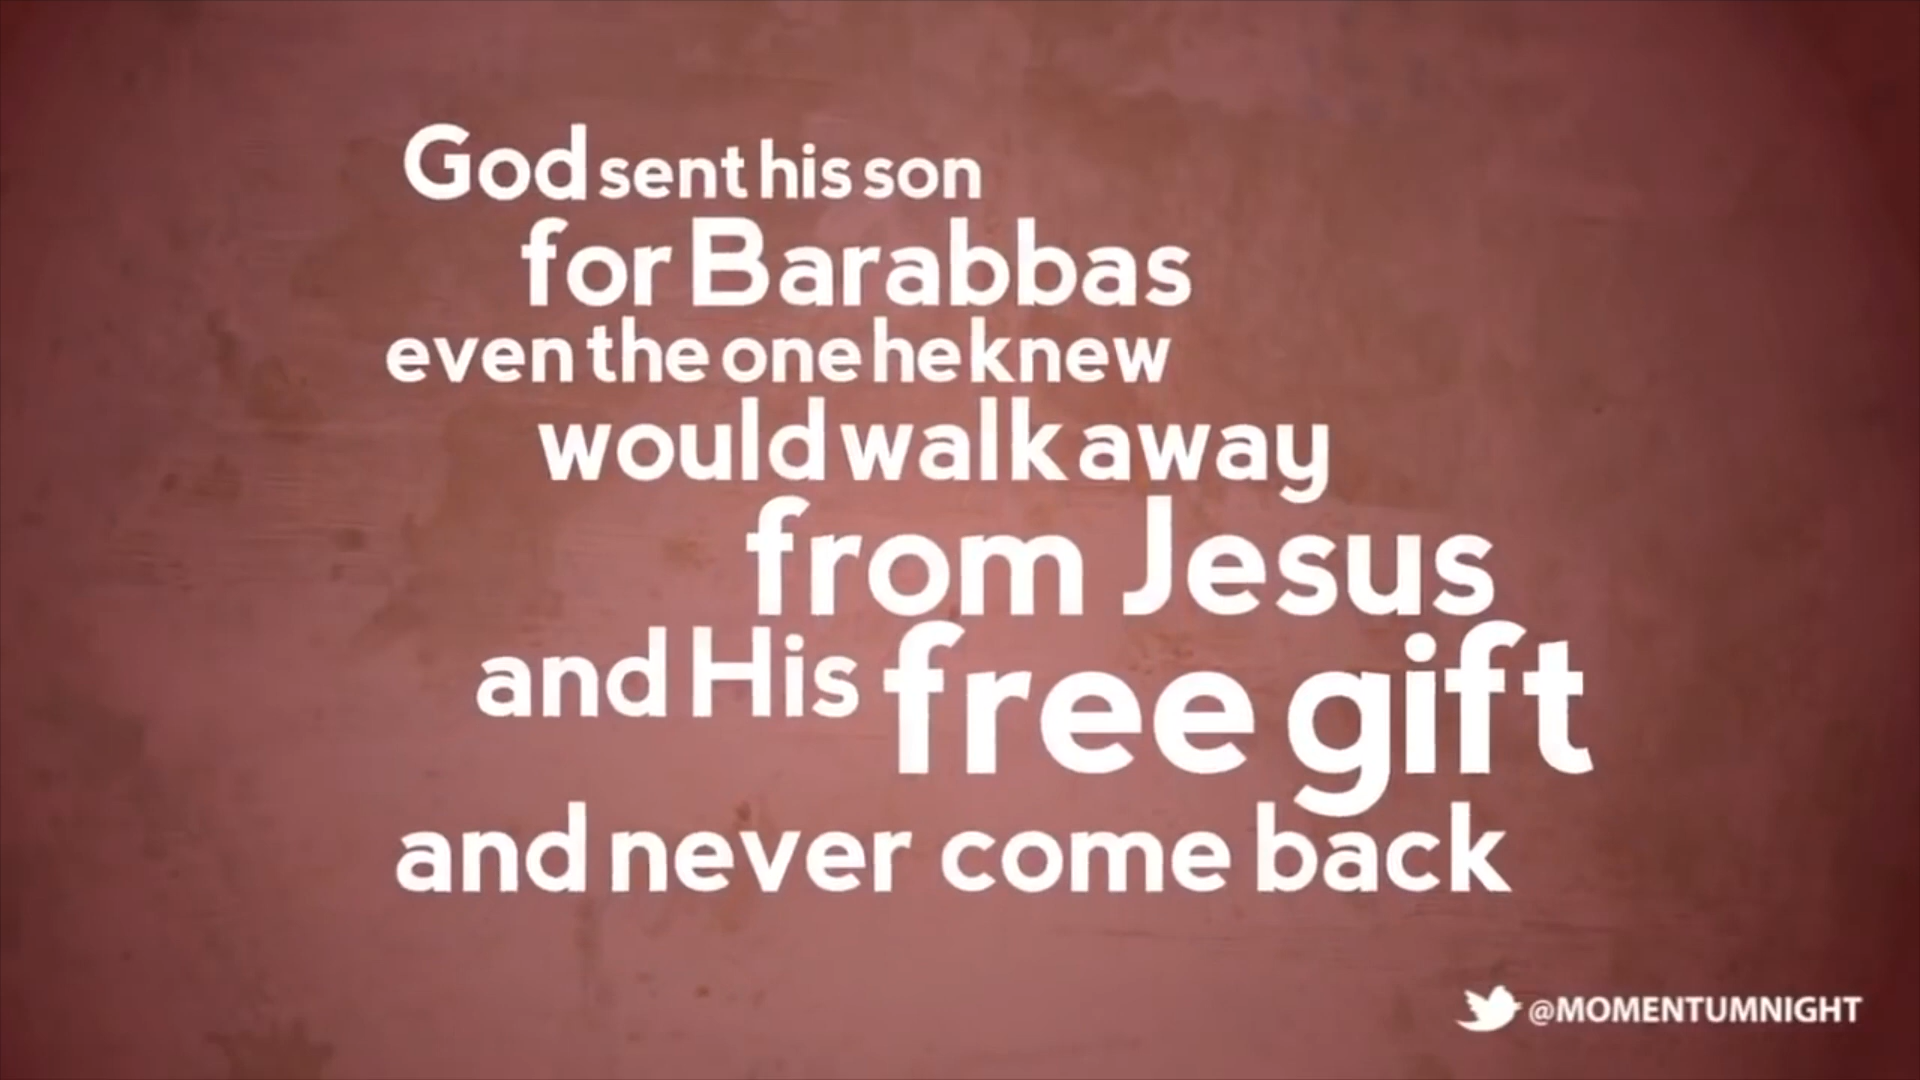 God sent his son
for Barabbas
even the one he knew
would walk away
from Jesus
and His free gift
and never come back
@MOMENTUMNIGHT